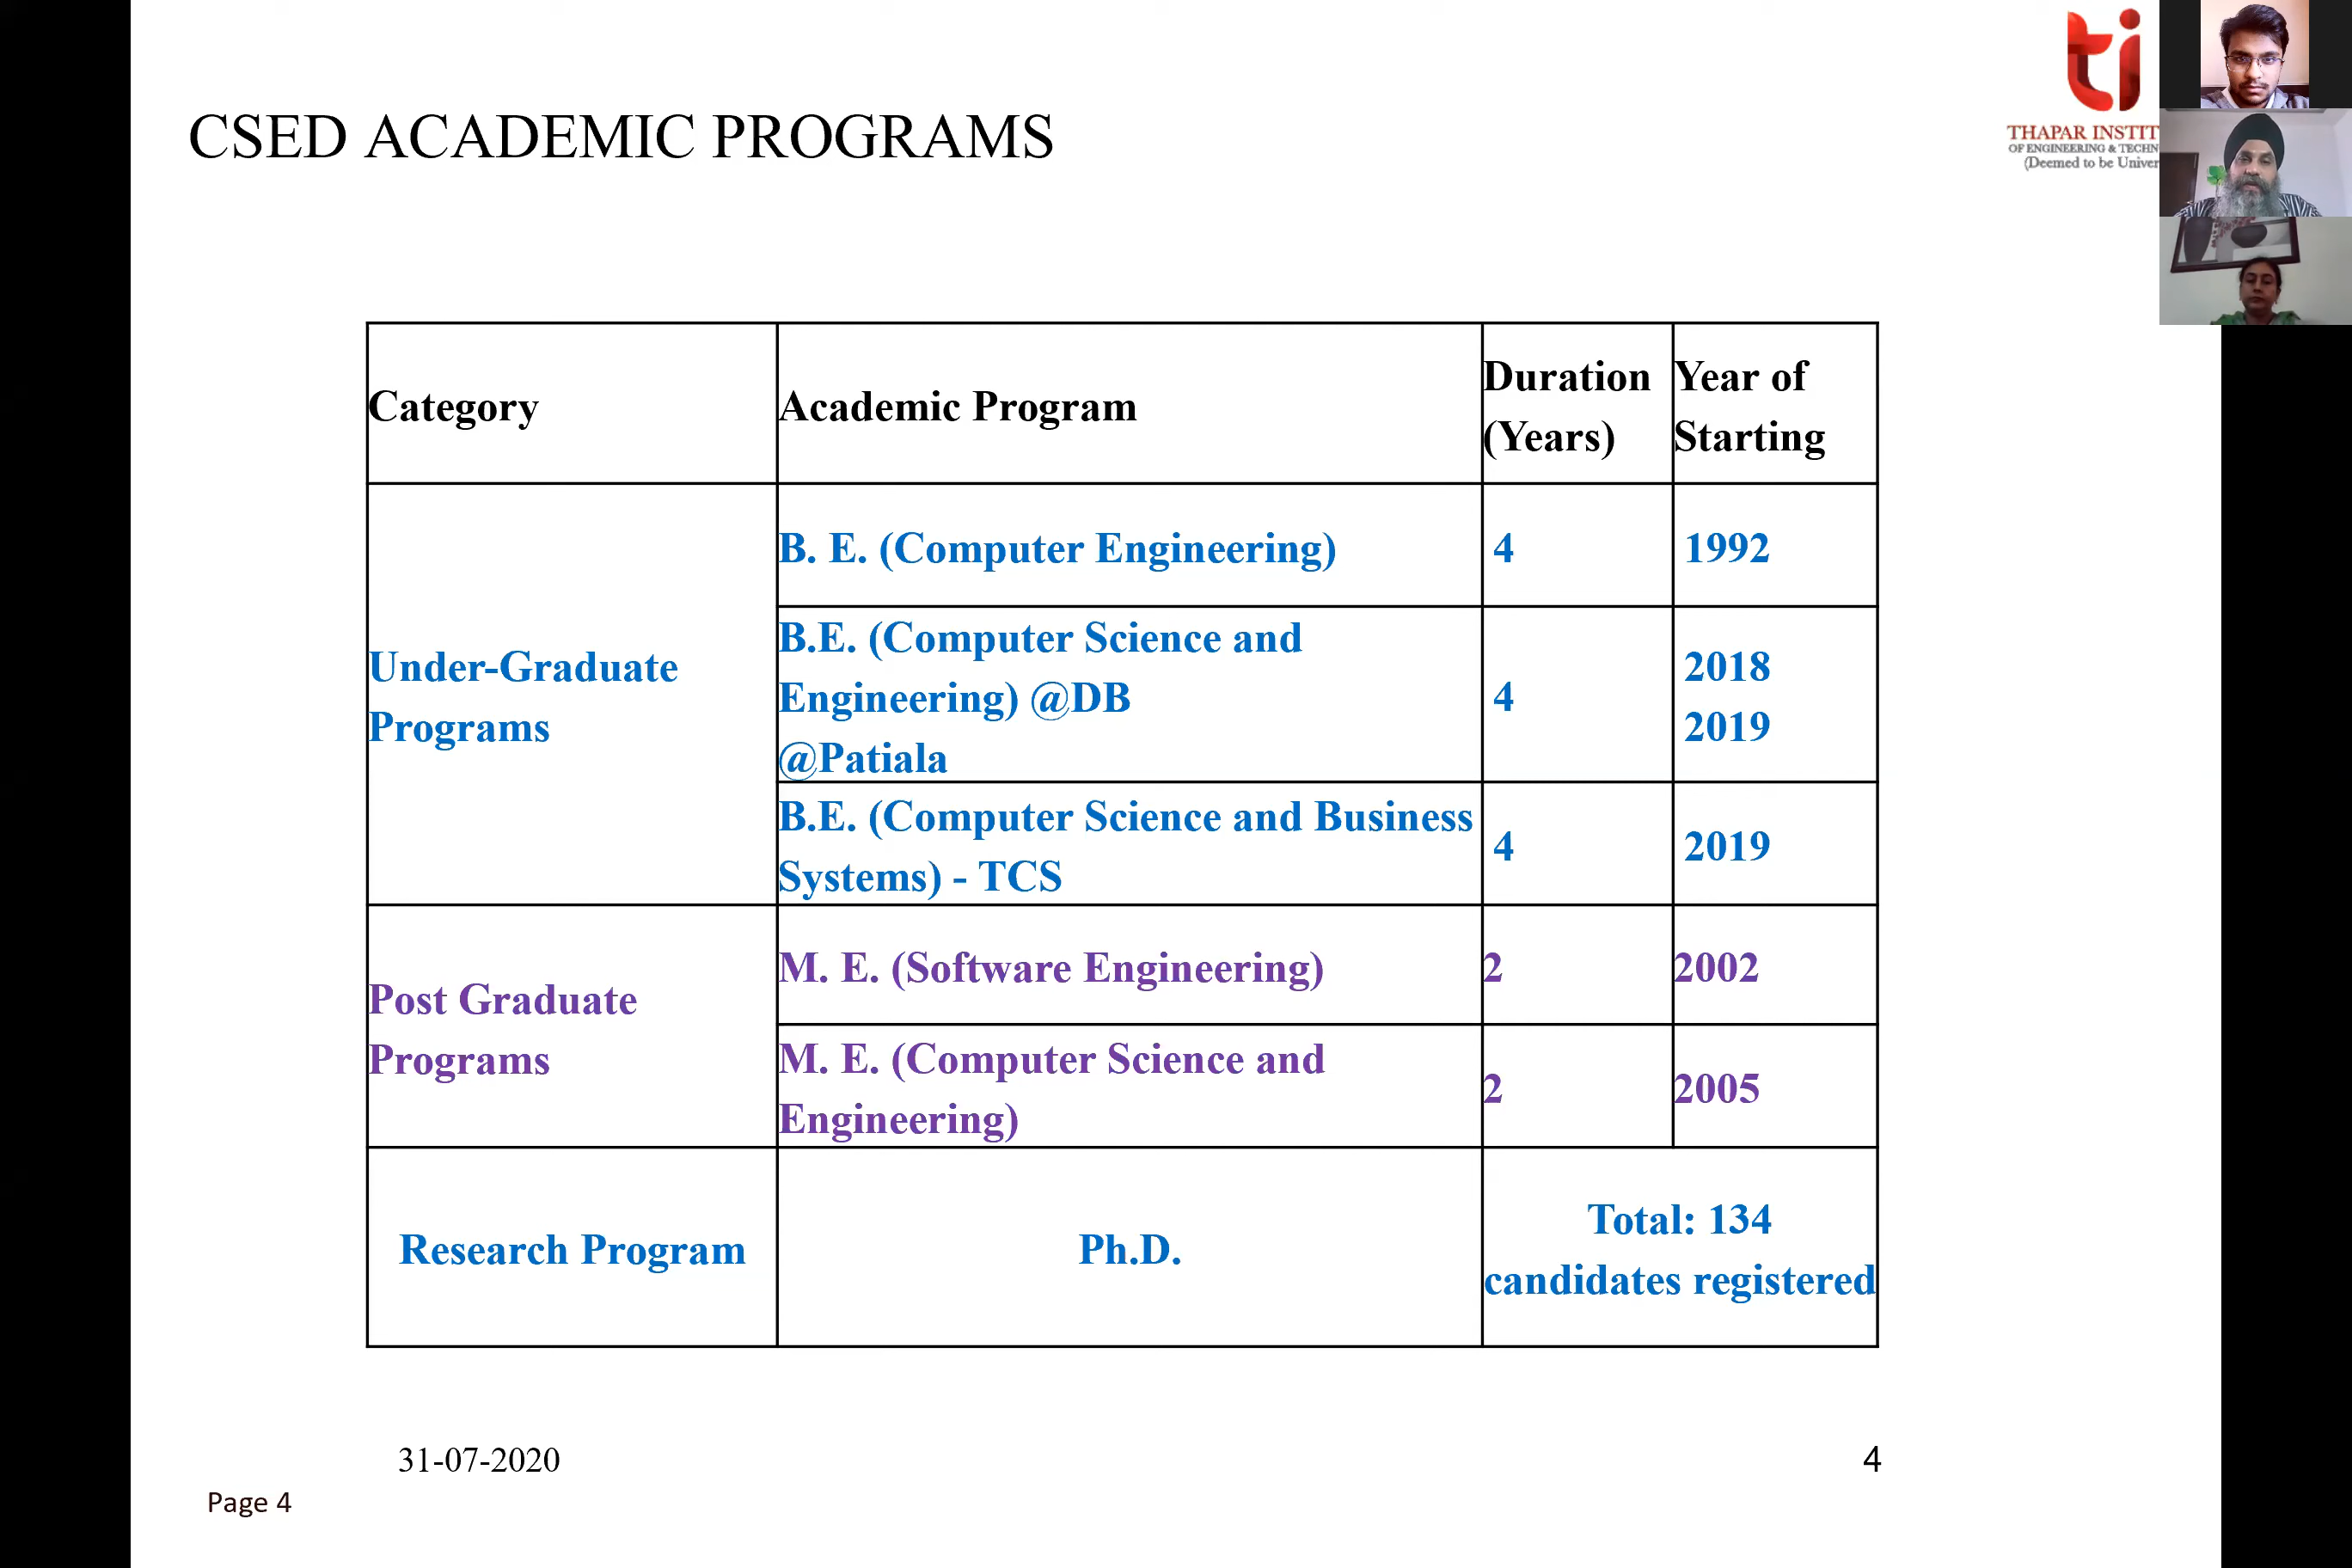 CSED ACADEMIC PROGRAMS
ti
THAPAR INSTIT
OF ENGINEERING & TECHN
(Deemed to be Univer
Category
Academic Program
Duration
(Years)
Year of
Starting
Under-Graduate
Programs
B. E. (Computer Engineering)
4
1992
B.E. (Computer Science and
Engineering) @DB
@Patiala
4
2018
2019
B.E. (Computer Science and Business
Systems) - TCS
4
2019
Post Graduate
Programs
M. E. (Software Engineering)
2
2002
M. E. (Computer Science and
Engineering)
2
2005
Research Program
Ph.D.
Total: 134
candidates registered
31-07-2020
4
Page 4